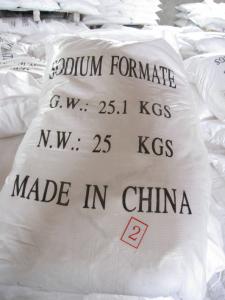 SODIUM FORMATE
G.W.: 25.1 KGS
N.W.: 25 KGS
MADE IN CHINA
2